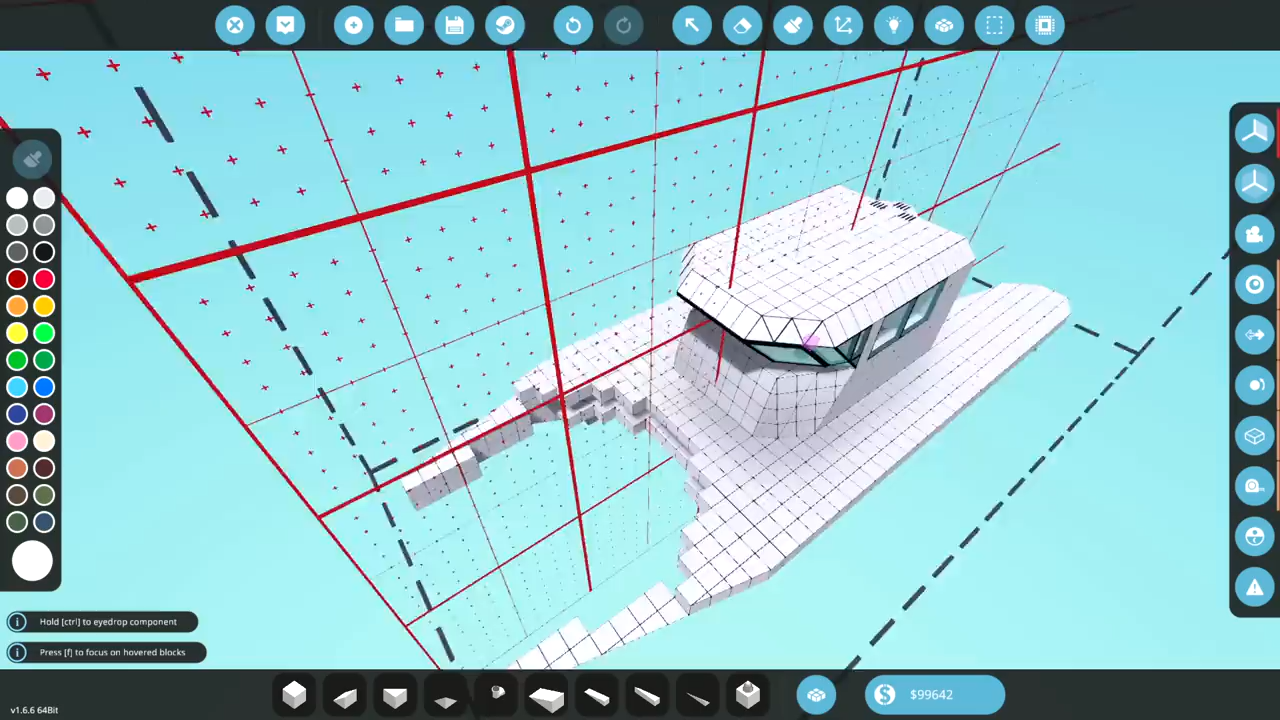 Hold [ctrl] to eyedrop component
Press [f] to focus on hovered blocks
$99642
v1.6.6 64Bit